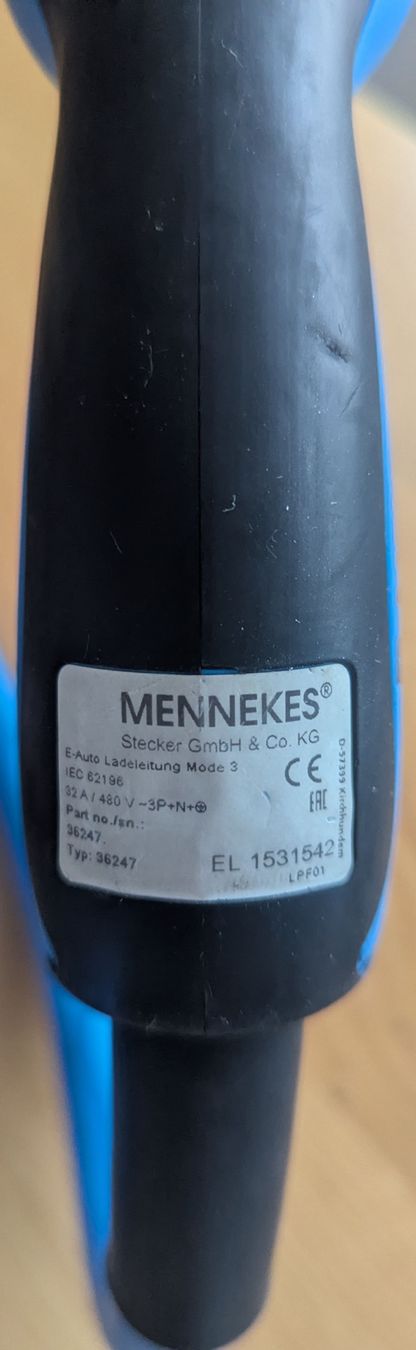 MENNEKES®
Stecker GmbH & Co. KG
E-Auto Ladeleitung Mode 3
IEC 62196
32 A / 480 V ~3P+N+⏚
Part no./sn.:
36247.
Typ: 36247
CE
EAC
EL 1531542
LPF01
D-57399 Kirchhundem